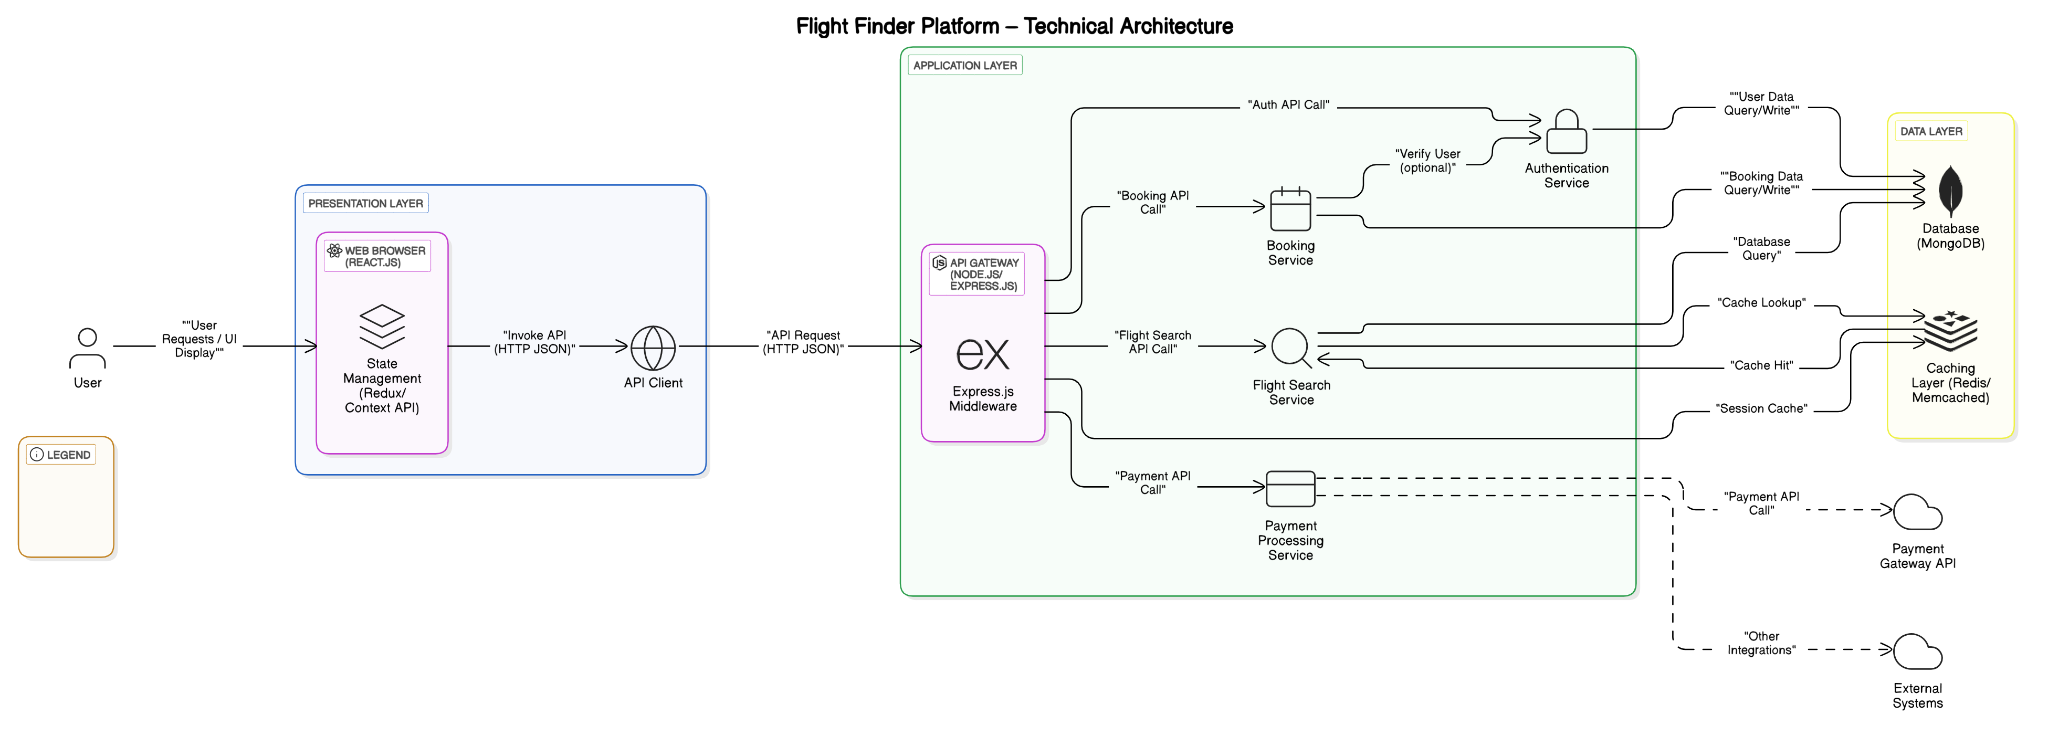 Flight Finder Platform – Technical Architecture
APPLICATION LAYER
"Auth API Call"
""User Data
Query/Write""
DATA LAYER
"Verify User
(optional)"
Authentication
Service
""Booking Data
Query/Write""
PRESENTATION LAYER
"Booking API
Call"
Booking
Service
Database
(MongoDB)
"Database
Query"
WEB BROWSER
(REACT.JS)
JS
API GATEWAY
(NODE.JS/
EXPRESS.JS)
"Cache Lookup"
""User
Requests / UI
Display""
"Invoke API
(HTTP JSON)"
"API Request
(HTTP JSON)"
"Flight Search
API Call"
ex
User
State
Management
(Redux/
Context API)
API Client
Express.js
Middleware
Flight Search
Service
"Cache Hit"
Caching
Layer (Redis/
Memcached)
"Session Cache"
LEGEND
"Payment API
Call"
Payment
Processing
Service
"Payment API
Call"
Payment
Gateway API
"Other
Integrations"
External
Systems